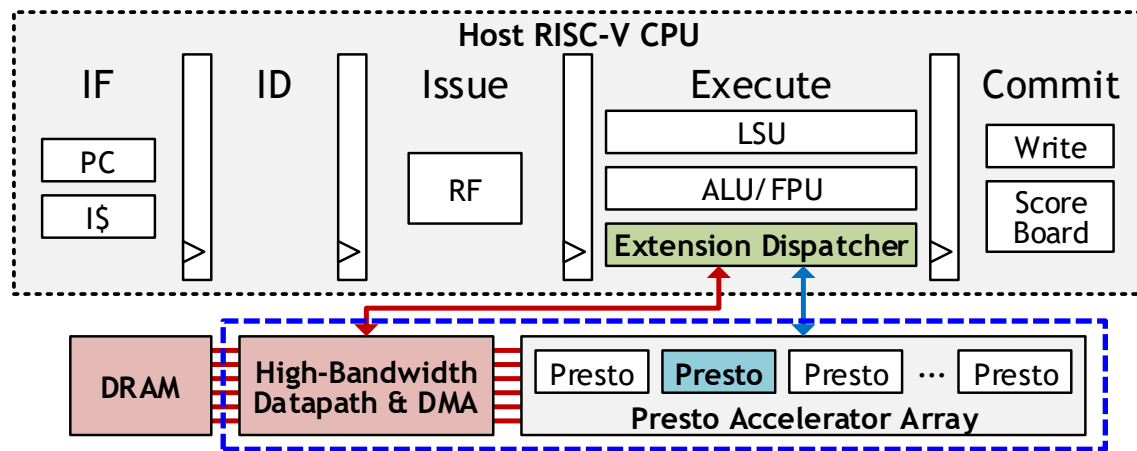 Host RISC-V CPU
IF
ID
Issue
Execute
Commit
PC
I$
RF
LSU
ALU/FPU
Extension Dispatcher
Write
Score
Board
DRAM
High-Bandwidth
Datapath & DMA
Presto
Presto
Presto
...
Presto
Presto Accelerator Array